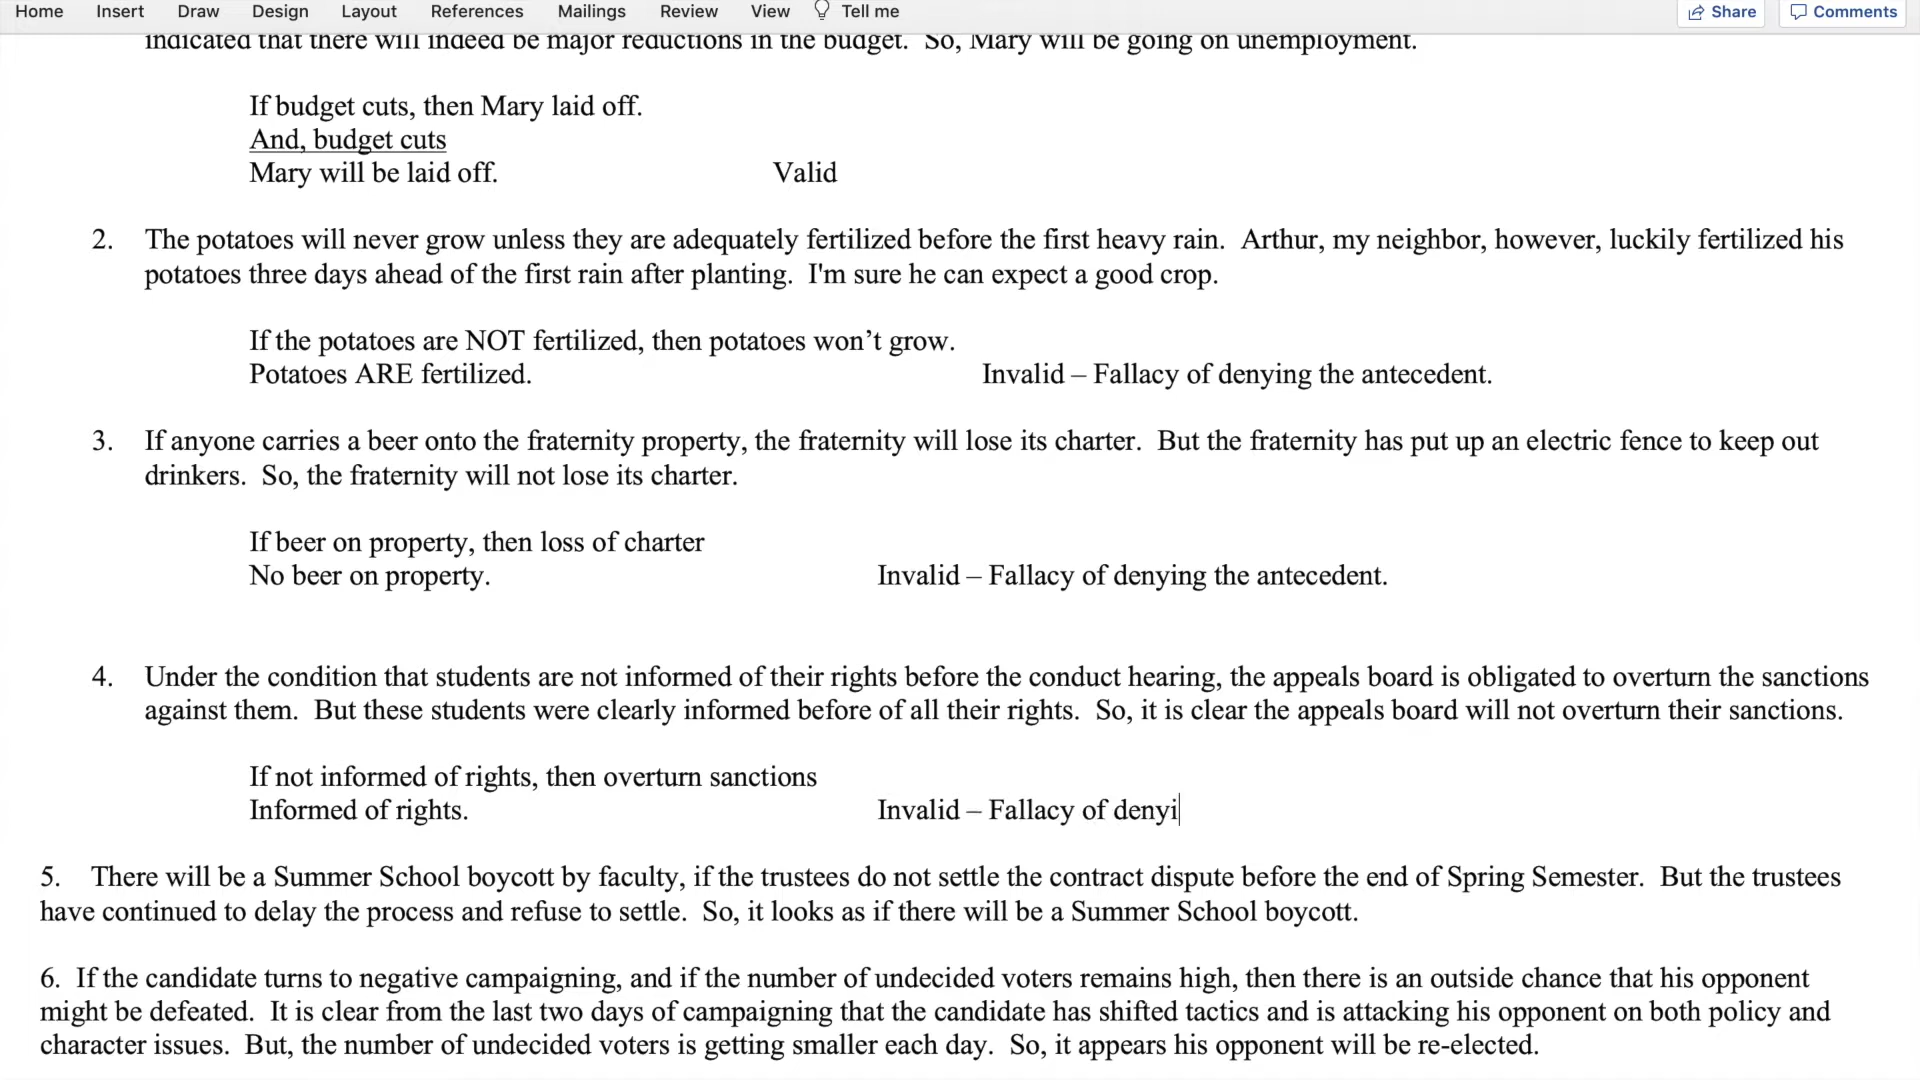 Home Insert Draw Design Layout References Mailings Review View Tell me Share Comments
indicated that there will indeed be major reductions in the budget.  So, Mary will be going on unemployment.
If budget cuts, then Mary laid off.
And, budget cuts
Mary will be laid off. Valid
2. The potatoes will never grow unless they are adequately fertilized before the first heavy rain.  Arthur, my neighbor, however, luckily fertilized his
potatoes three days ahead of the first rain after planting.  I'm sure he can expect a good crop.
If the potatoes are NOT fertilized, then potatoes won’t grow.
Potatoes ARE fertilized. Invalid – Fallacy of denying the antecedent.
3. If anyone carries a beer onto the fraternity property, the fraternity will lose its charter.  But the fraternity has put up an electric fence to keep out
drinkers.  So, the fraternity will not lose its charter.
If beer on property, then loss of charter
No beer on property. Invalid – Fallacy of denying the antecedent.
4. Under the condition that students are not informed of their rights before the conduct hearing, the appeals board is obligated to overturn the sanctions
against them.  But these students were clearly informed before of all their rights.  So, it is clear the appeals board will not overturn their sanctions.
If not informed of rights, then overturn sanctions
Informed of rights. Invalid – Fallacy of denyi
5. There will be a Summer School boycott by faculty, if the trustees do not settle the contract dispute before the end of Spring Semester.  But the trustees
have continued to delay the process and refuse to settle.  So, it looks as if there will be a Summer School boycott.
6. If the candidate turns to negative campaigning, and if the number of undecided voters remains high, then there is an outside chance that his opponent
might be defeated.  It is clear from the last two days of campaigning that the candidate has shifted tactics and is attacking his opponent on both policy and
character issues.  But, the number of undecided voters is getting smaller each day.  So, it appears his opponent will be re-elected.